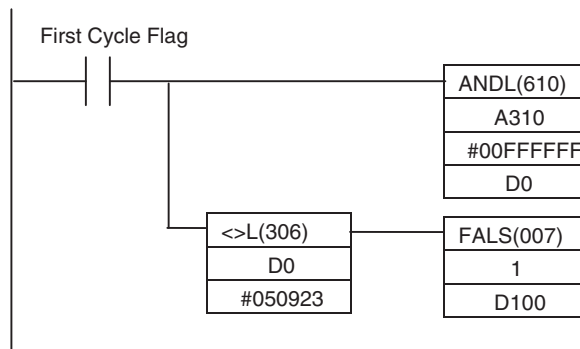 First Cycle Flag
ANDL(610)
A310
#00FFFFFF
D0
<>L(306)
D0
#050923
FALS(007)
1
D100